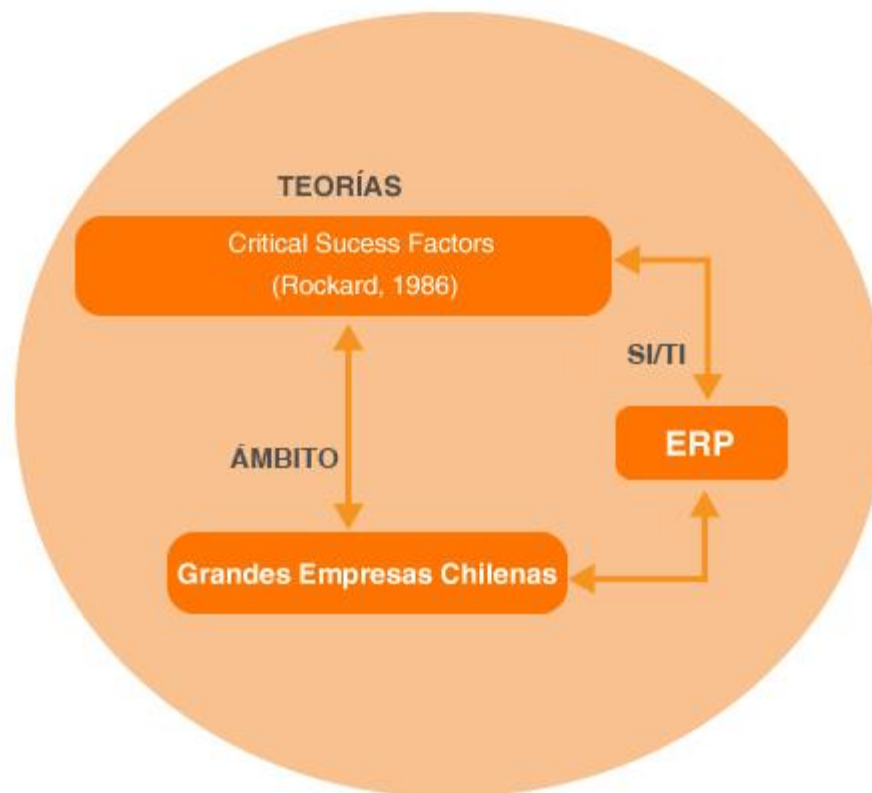 TEORÍAS
Critical Sucess Factors
(Rockard, 1986)
SI/TI
ERP
ÁMBITO
Grandes Empresas Chilenas